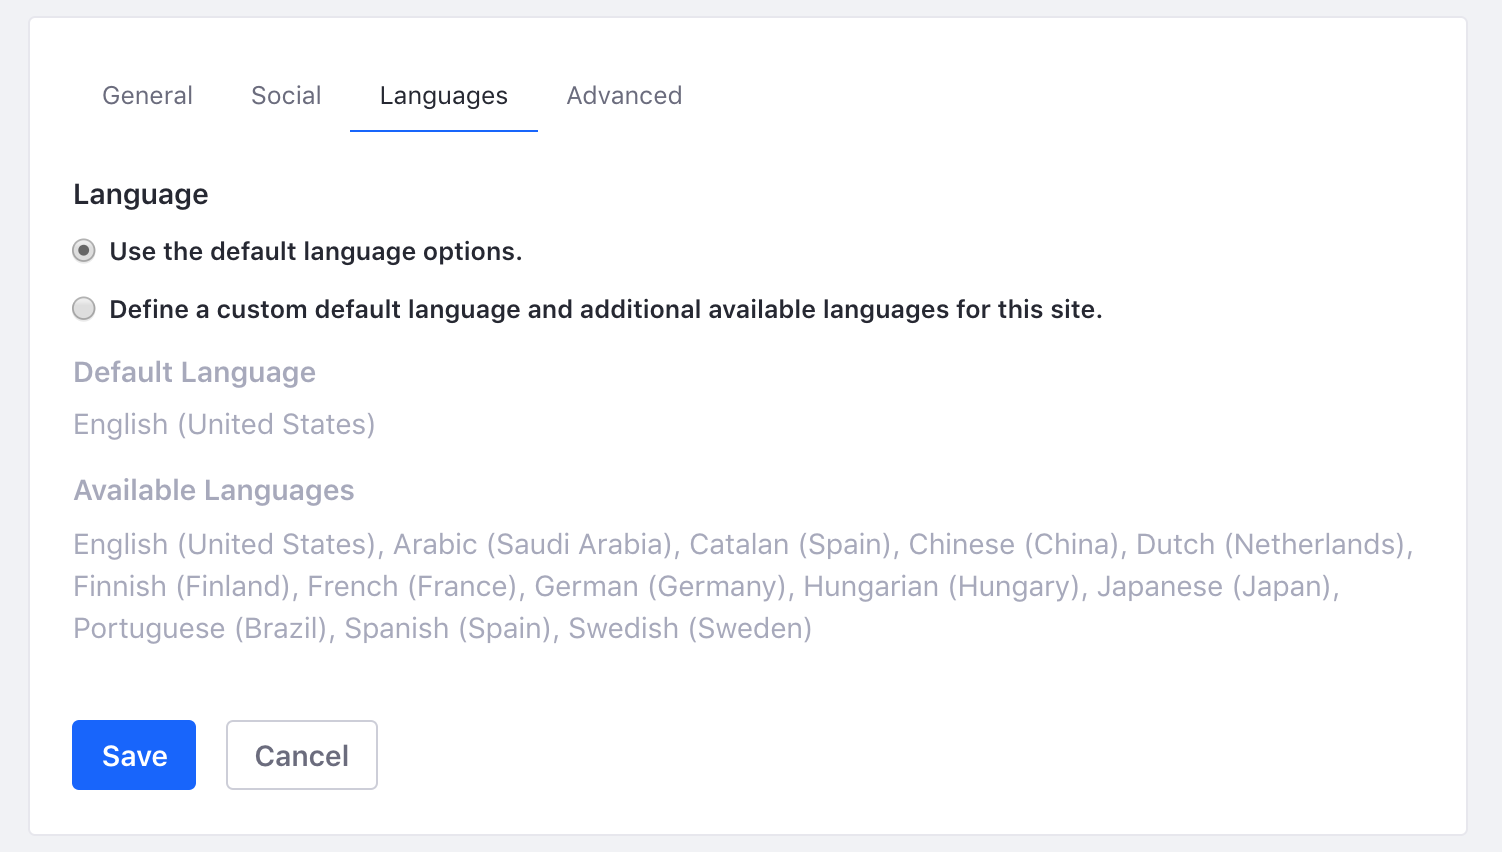 General Social Languages Advanced
Language
Use the default language options.
Define a custom default language and additional available languages for this site.
Default Language
English (United States)
Available Languages
English (United States), Arabic (Saudi Arabia), Catalan (Spain), Chinese (China), Dutch (Netherlands),
Finnish (Finland), French (France), German (Germany), Hungarian (Hungary), Japanese (Japan),
Portuguese (Brazil), Spanish (Spain), Swedish (Sweden)
Save Cancel